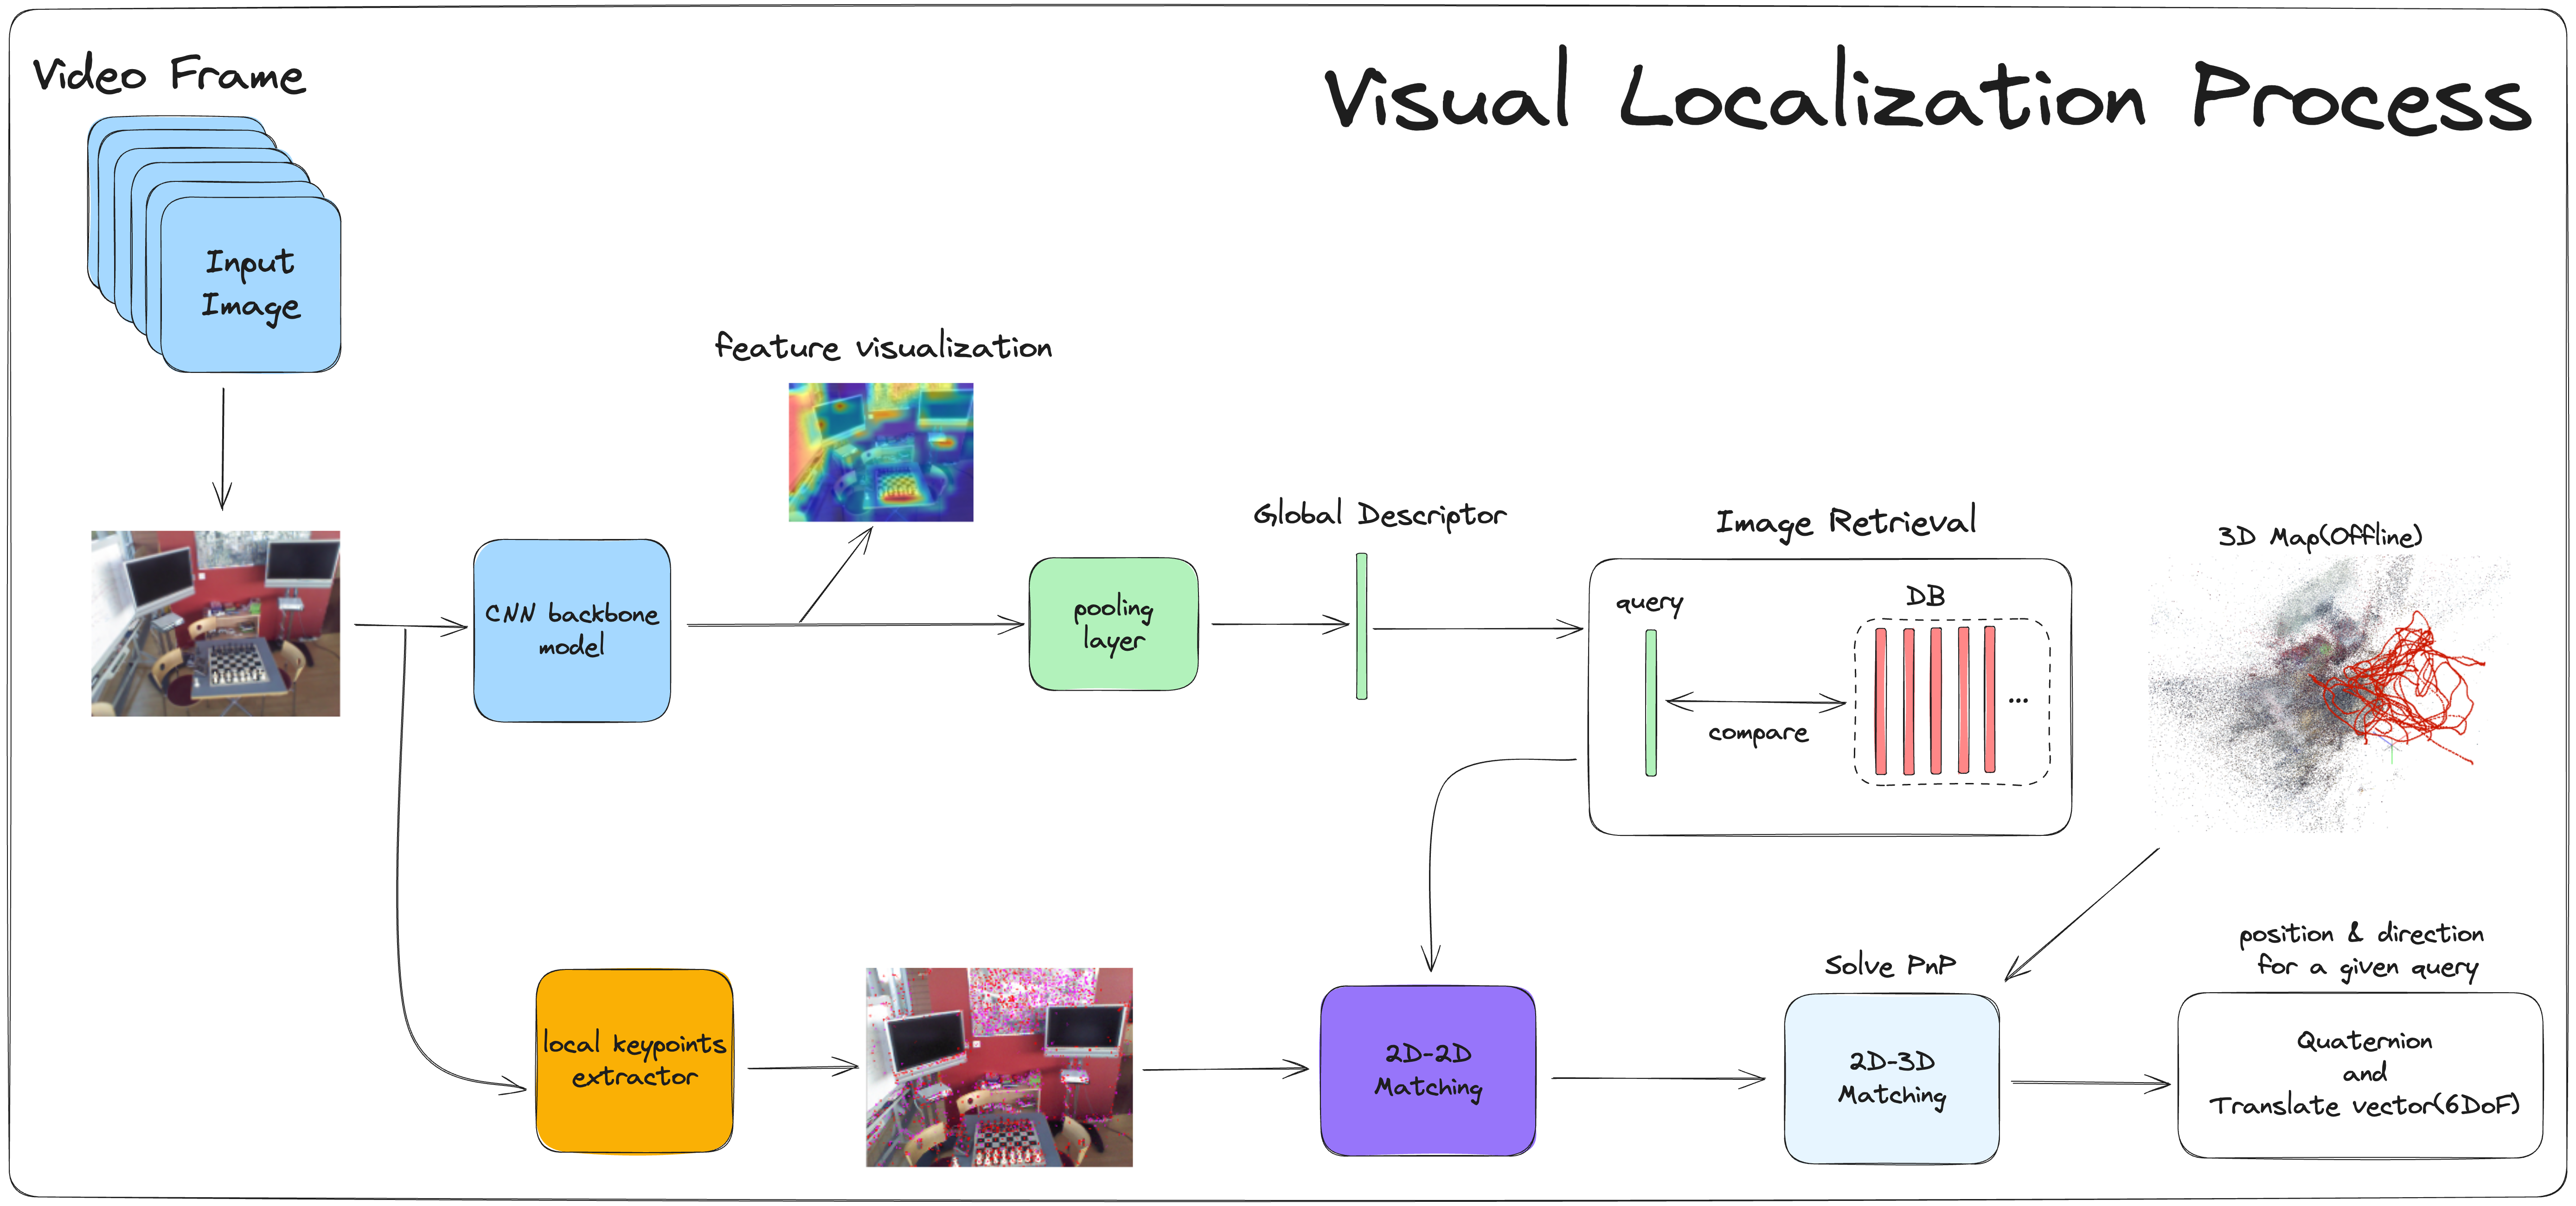 Visual Localization Process
Video Frame
Input
Image
feature visualization
CNN backbone
model
pooling
layer
Global Descriptor
Image Retrieval
query
DB
...
compare
3D Map(Offline)
local keypoints
extractor
2D-2D
Matching
Solve PnP
2D-3D
Matching
position & direction
for a given query
Quaternion
and
Translate vector(6DoF)